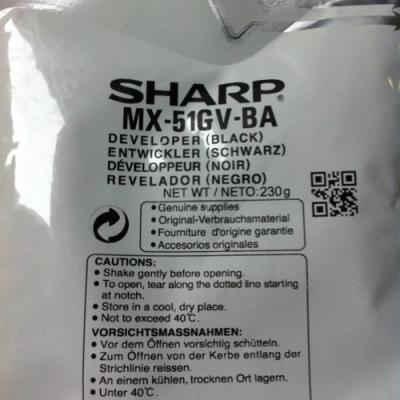 SHARP®
MX-51GV-BA
DEVELOPER (BLACK)
ENTWICKLER (SCHWARZ)
DÉVELOPPEUR (NOIR)
REVELADOR (NEGRO)
NET WT / NETO: 230g
• Genuine supplies
• Original-Verbrauchsmaterial
• Fourniture d'origine garantie
• Accesorios originales
CAUTIONS:
• Shake gently before opening.
• To open, tear along the dotted line starting
at notch.
• Store in a cool, dry place.
• Not to exceed 40℃.
VORSICHTSMASSNAHMEN:
• Vor dem Öffnen vorsichtig schütteln.
• Zum Öffnen von der Kerbe entlang der
Strichlinie reissen.
• An einem kühlen, trocknen Ort lagern.
• Unter 40℃.